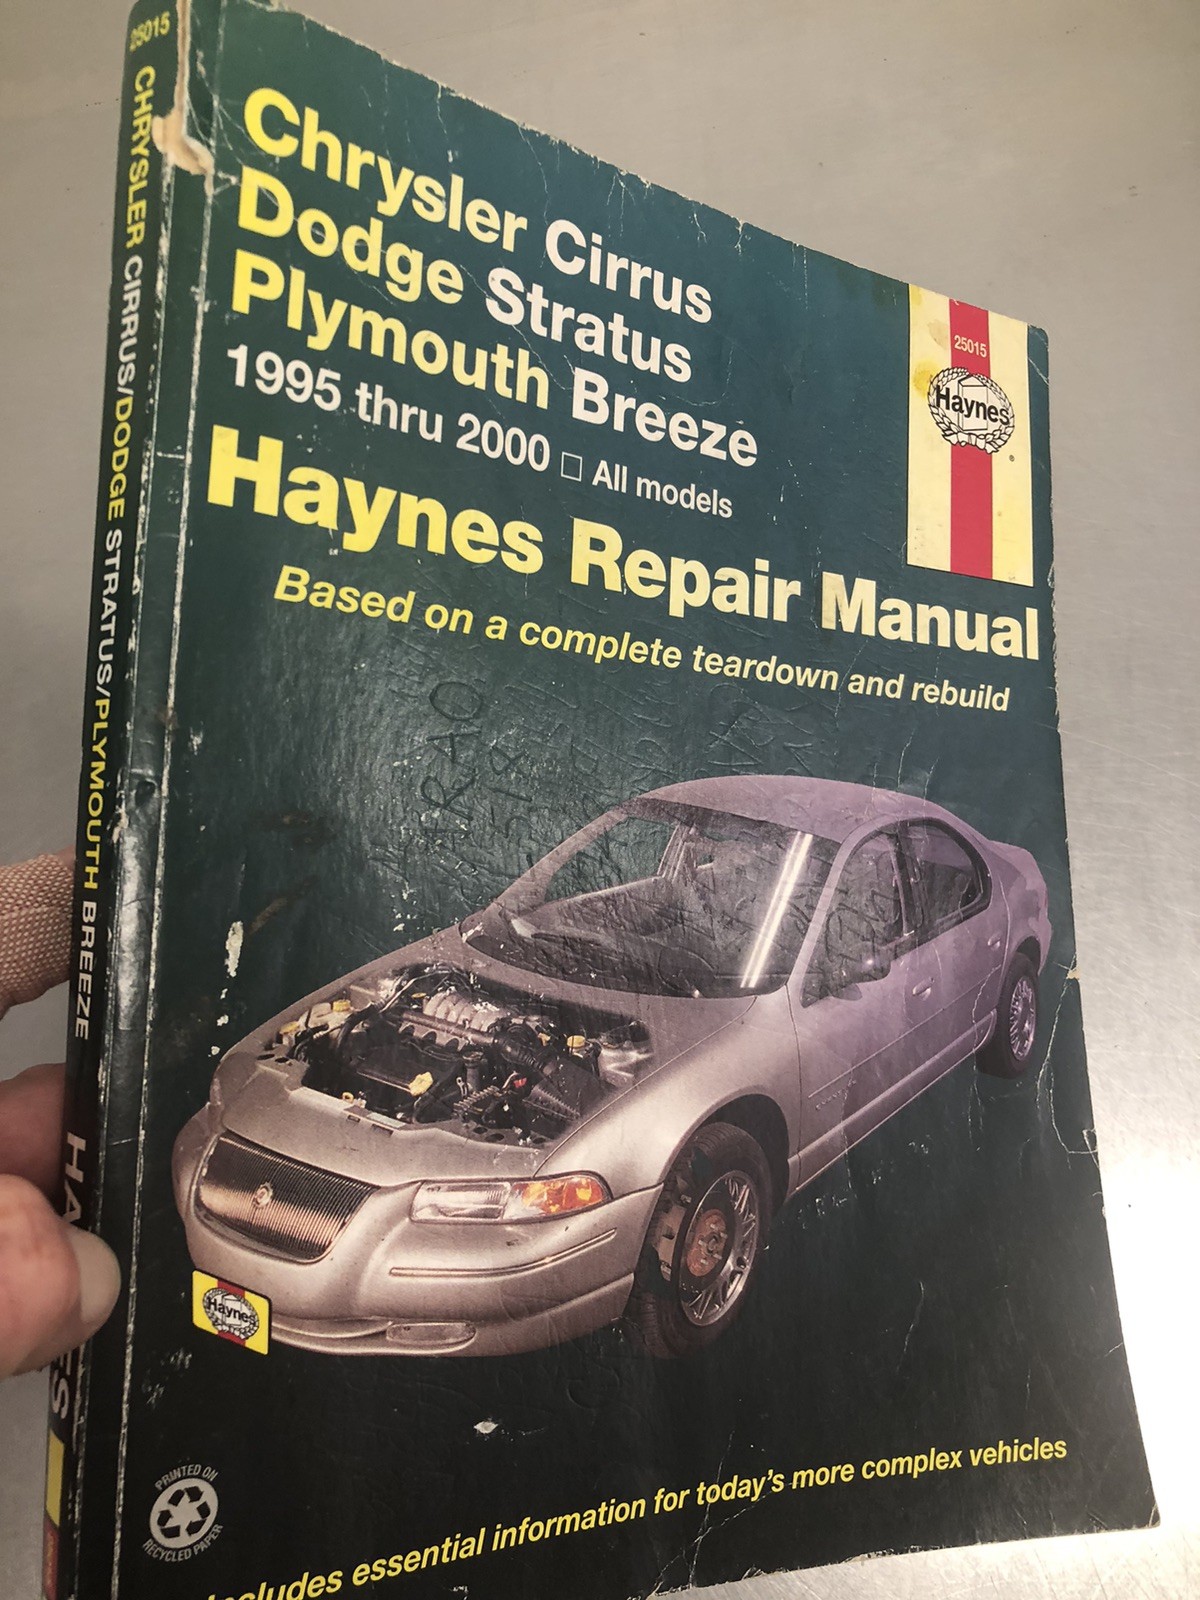 25015
CHRYSLER CIRRUS/DODGE STRATUS/PLYMOUTH BREEZE
Chrysler Cirrus
Dodge Stratus
Plymouth Breeze
1995 thru 2000 □ All models
Haynes Repair Manual
Based on a complete teardown and rebuild
25015
Haynes
Haynes
PRINTED ON
RECYCLED PAPER
essential information for today's more complex vehicles